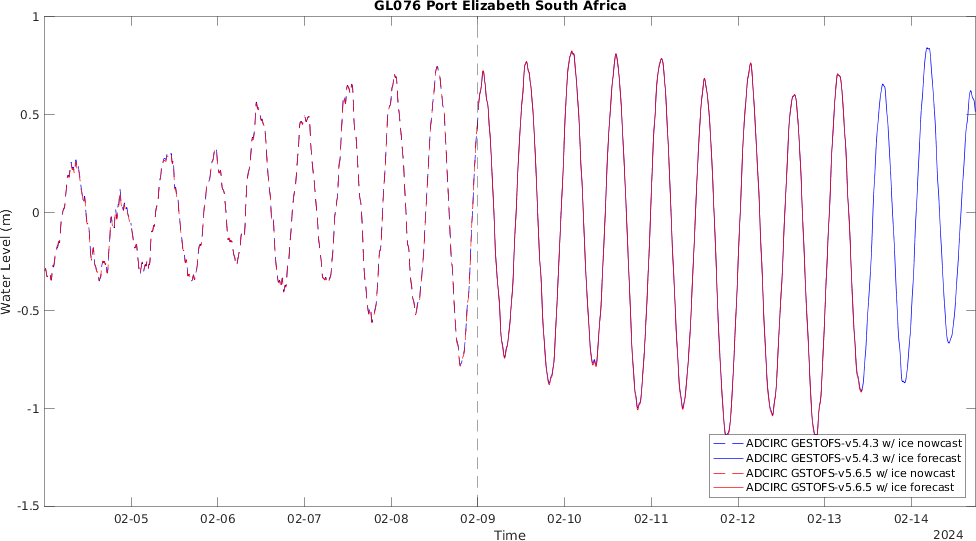 GL076 Port Elizabeth South Africa
1
0.5
0
-0.5
-1
-1.5
Water Level (m)
ADCIRC GESTOFS-v5.4.3 w/ ice nowcast
ADCIRC GESTOFS-v5.4.3 w/ ice forecast
ADCIRC GSTOFS-v5.6.5 w/ ice nowcast
ADCIRC GSTOFS-v5.6.5 w/ ice forecast
02-05 02-06 02-07 02-08 02-09 02-10 02-11 02-12 02-13 02-14
Time
2024